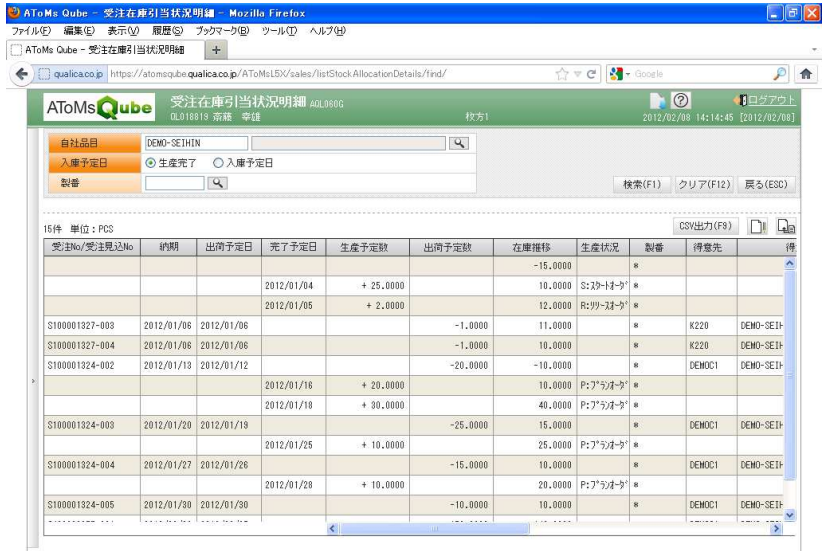 AToMs Qube - 受注在庫引当状況明細 - Mozilla Firefox
ファイル(F) 編集(E) 表示(V) 履歴(S) ブックマーク(B) ツール(T) ヘルプ(H)
AToMs Qube - 受注在庫引当状況明細 +
qualica.co.jp https://atomsqube.qualica.co.jp/AToMsL5X/sales/listStockAllocationDetails/find/ Google
AToMs Qube 受注在庫引当状況明細 AQL060G ログアウト
QL018819 斎藤 幸雄 枚方1 2012/02/08 14:14:45 [2012/02/08]
自社品目 DEMO-SEIHIN
入庫予定日 生産完了 入庫予定日
製番 検索(F1) クリア(F12) 戻る(ESC)
15件 単位:PCS CSV出力(F9)
受注No/受注見込No 納期 出荷予定日 完了予定日 生産予定数 出荷予定数 在庫推移 生産状況 製番 得意先 得
-15.0000 *
2012/01/04 + 25.0000 10.0000 S:スタートオーダ *
2012/01/05 + 2.0000 12.0000 R:リリースオーダ *
S100001327-003 2012/01/06 2012/01/06 -1.0000 11.0000 * K220 DEMO-SEIH
S100001327-004 2012/01/06 2012/01/06 -1.0000 10.0000 * K220 DEMO-SEIH
S100001324-002 2012/01/13 2012/01/12 -20.0000 -10.0000 * DEMOC1 DEMO-SEIH
2012/01/16 + 20.0000 10.0000 P:プランオーダ *
2012/01/18 + 30.0000 40.0000 P:プランオーダ *
S100001324-003 2012/01/20 2012/01/19 -25.0000 15.0000 * DEMOC1 DEMO-SEIH
2012/01/25 + 10.0000 25.0000 P:プランオーダ *
S100001324-004 2012/01/27 2012/01/26 -15.0000 10.0000 * DEMOC1 DEMO-SEIH
2012/01/28 + 10.0000 20.0000 P:プランオーダ *
S100001324-005 2012/01/30 2012/01/30 -10.0000 10.0000 * DEMOC1 DEMO-SEIH